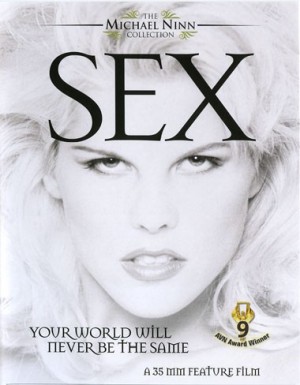 THE
MICHAEL NINN
COLLECTION
SEX
9
AVN Award Winner
YOUR WORLD WILL
NEVER BE THE SAME
A 35 MM FEATURE FILM